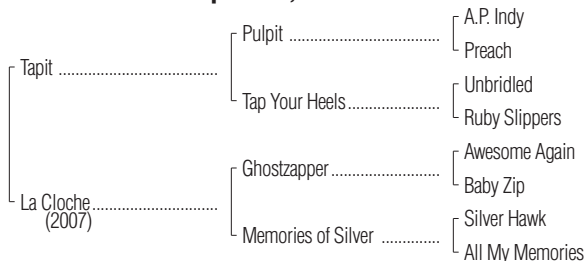 A.P. Indy
Pulpit ....................................
Preach
Tapit ......................................
Unbridled
Tap Your Heels......................
Ruby Slippers
Awesome Again
Ghostzapper..........................
Baby Zip
La Cloche..............................
(2007)
Silver Hawk
Memories of Silver ..............
All My Memories